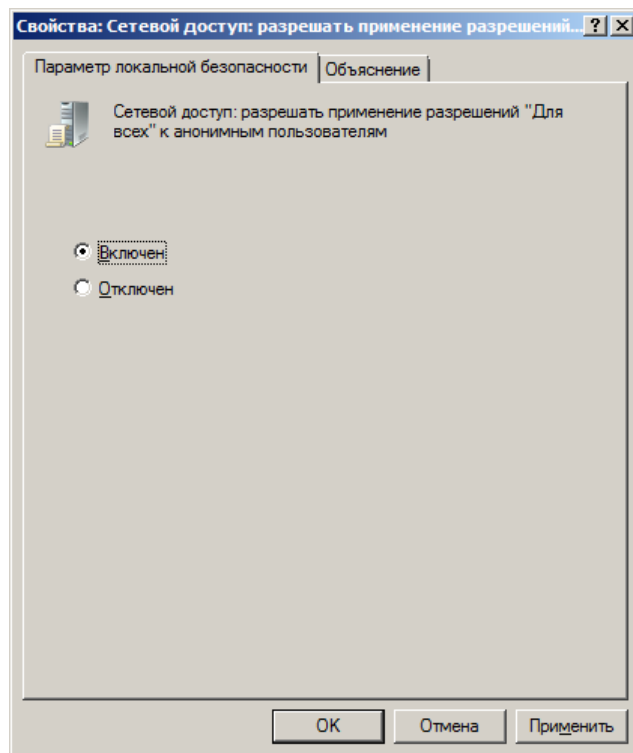 Свойства: Сетевой доступ: разрешать применение разрешений...
Параметр локальной безопасности
Объяснение
Сетевой доступ: разрешать применение разрешений "Для
всех" к анонимным пользователям
Включен
Отключен
OK
Отмена
Применить